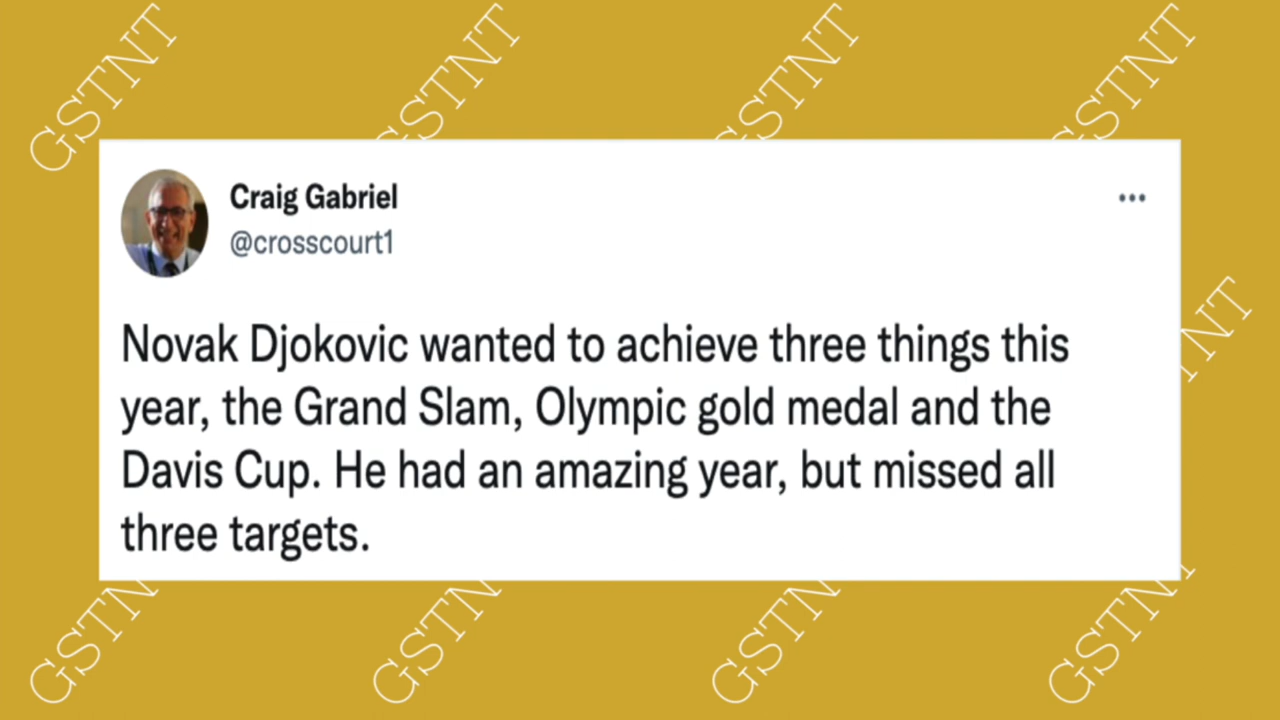 GSTNT GSTNT GSTNT GSTNT
Craig Gabriel
@crosscourt1
Novak Djokovic wanted to achieve three things this
year, the Grand Slam, Olympic gold medal and the
Davis Cup. He had an amazing year, but missed all
three targets.
TNT
GSTNT GSTNT GSTNT GSTNT